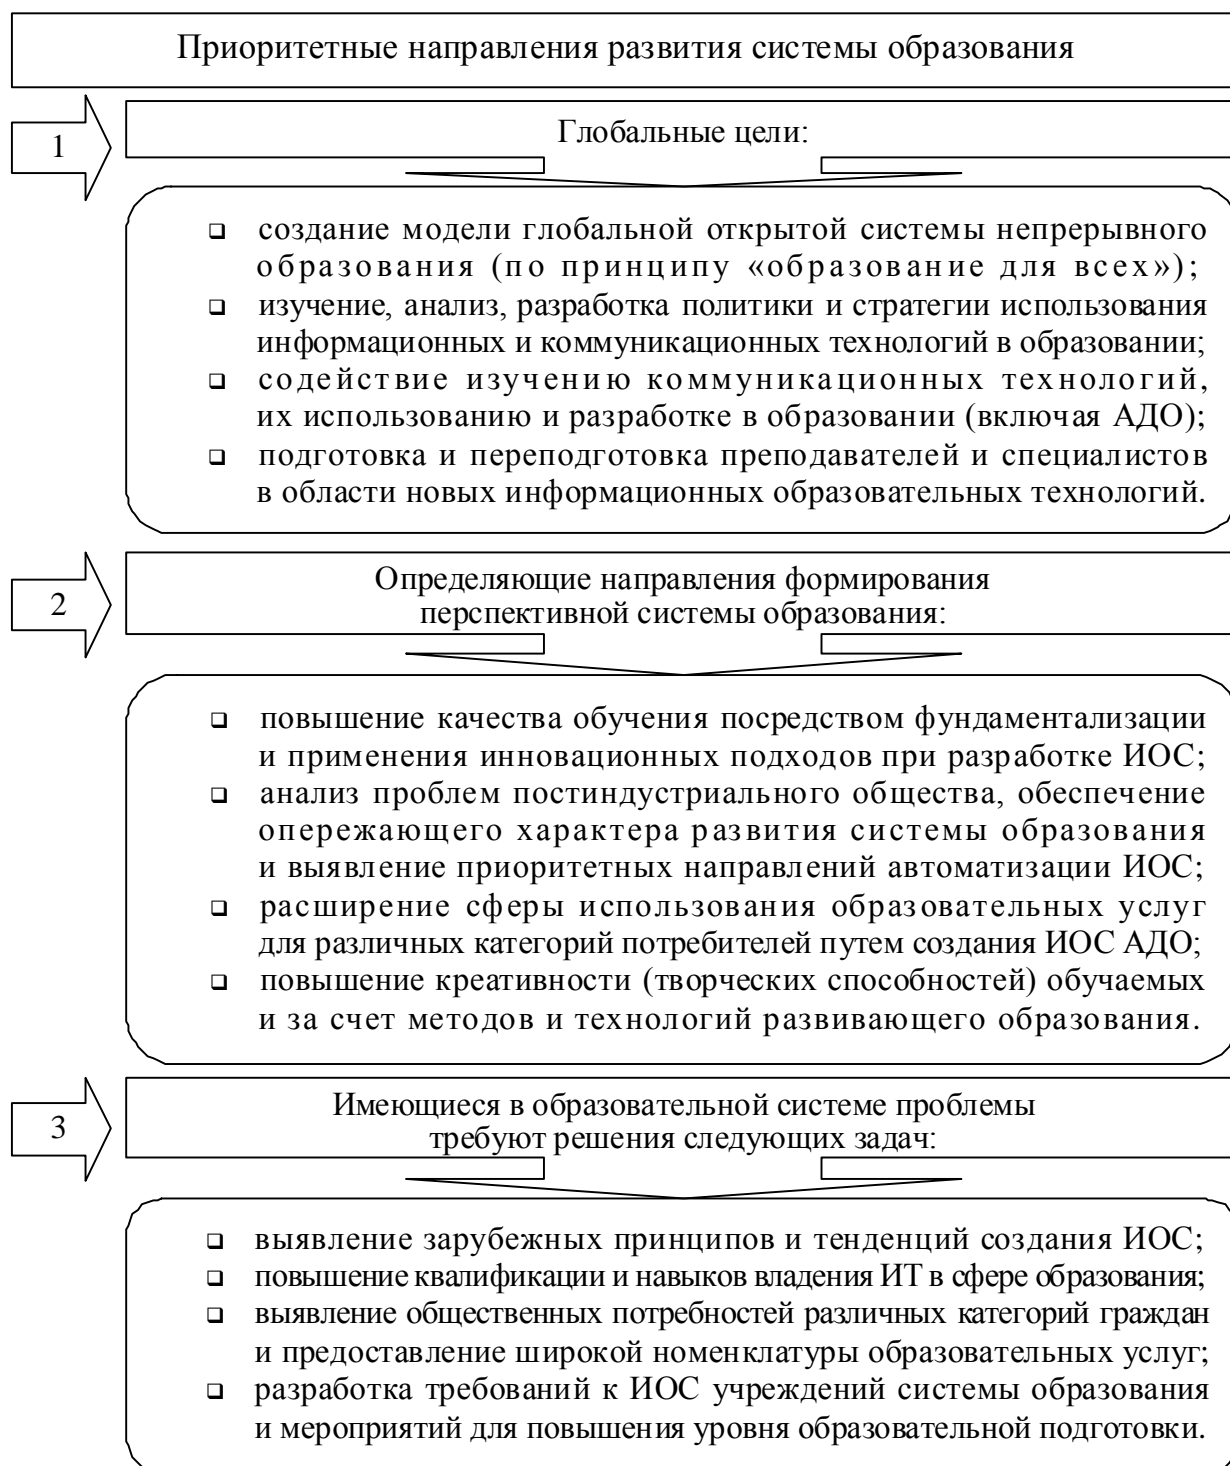 Приоритетные направления развития системы образования
1
Глобальные цели:
❑ создание модели глобальной открытой системы непрерывного
образования (по принципу «образование для всех»);
❑ изучение, анализ, разработка политики и стратегии использования
информационных и коммуникационных технологий в образовании;
❑ содействие изучению коммуникационных технологий,
их использованию и разработке в образовании (включая АДО);
❑ подготовка и переподготовка преподавателей и специалистов
в области новых информационных образовательных технологий.
2
Определяющие направления формирования
перспективной системы образования:
❑ повышение качества обучения посредством фундаментализации
и применения инновационных подходов при разработке ИОС;
❑ анализ проблем постиндустриального общества, обеспечение
опережающего характера развития системы образования
и выявление приоритетных направлений автоматизации ИОС;
❑ расширение сферы использования образовательных услуг
для различных категорий потребителей путем создания ИОС АДО;
❑ повышение креативности (творческих способностей) обучаемых
и за счет методов и технологий развивающего образования.
3
Имеющиеся в образовательной системе проблемы
требуют решения следующих задач:
❑ выявление зарубежных принципов и тенденций создания ИОС;
❑ повышение квалификации и навыков владения ИТ в сфере образования;
❑ выявление общественных потребностей различных категорий граждан
и предоставление широкой номенклатуры образовательных услуг;
❑ разработка требований к ИОС учреждений системы образования
и мероприятий для повышения уровня образовательной подготовки.